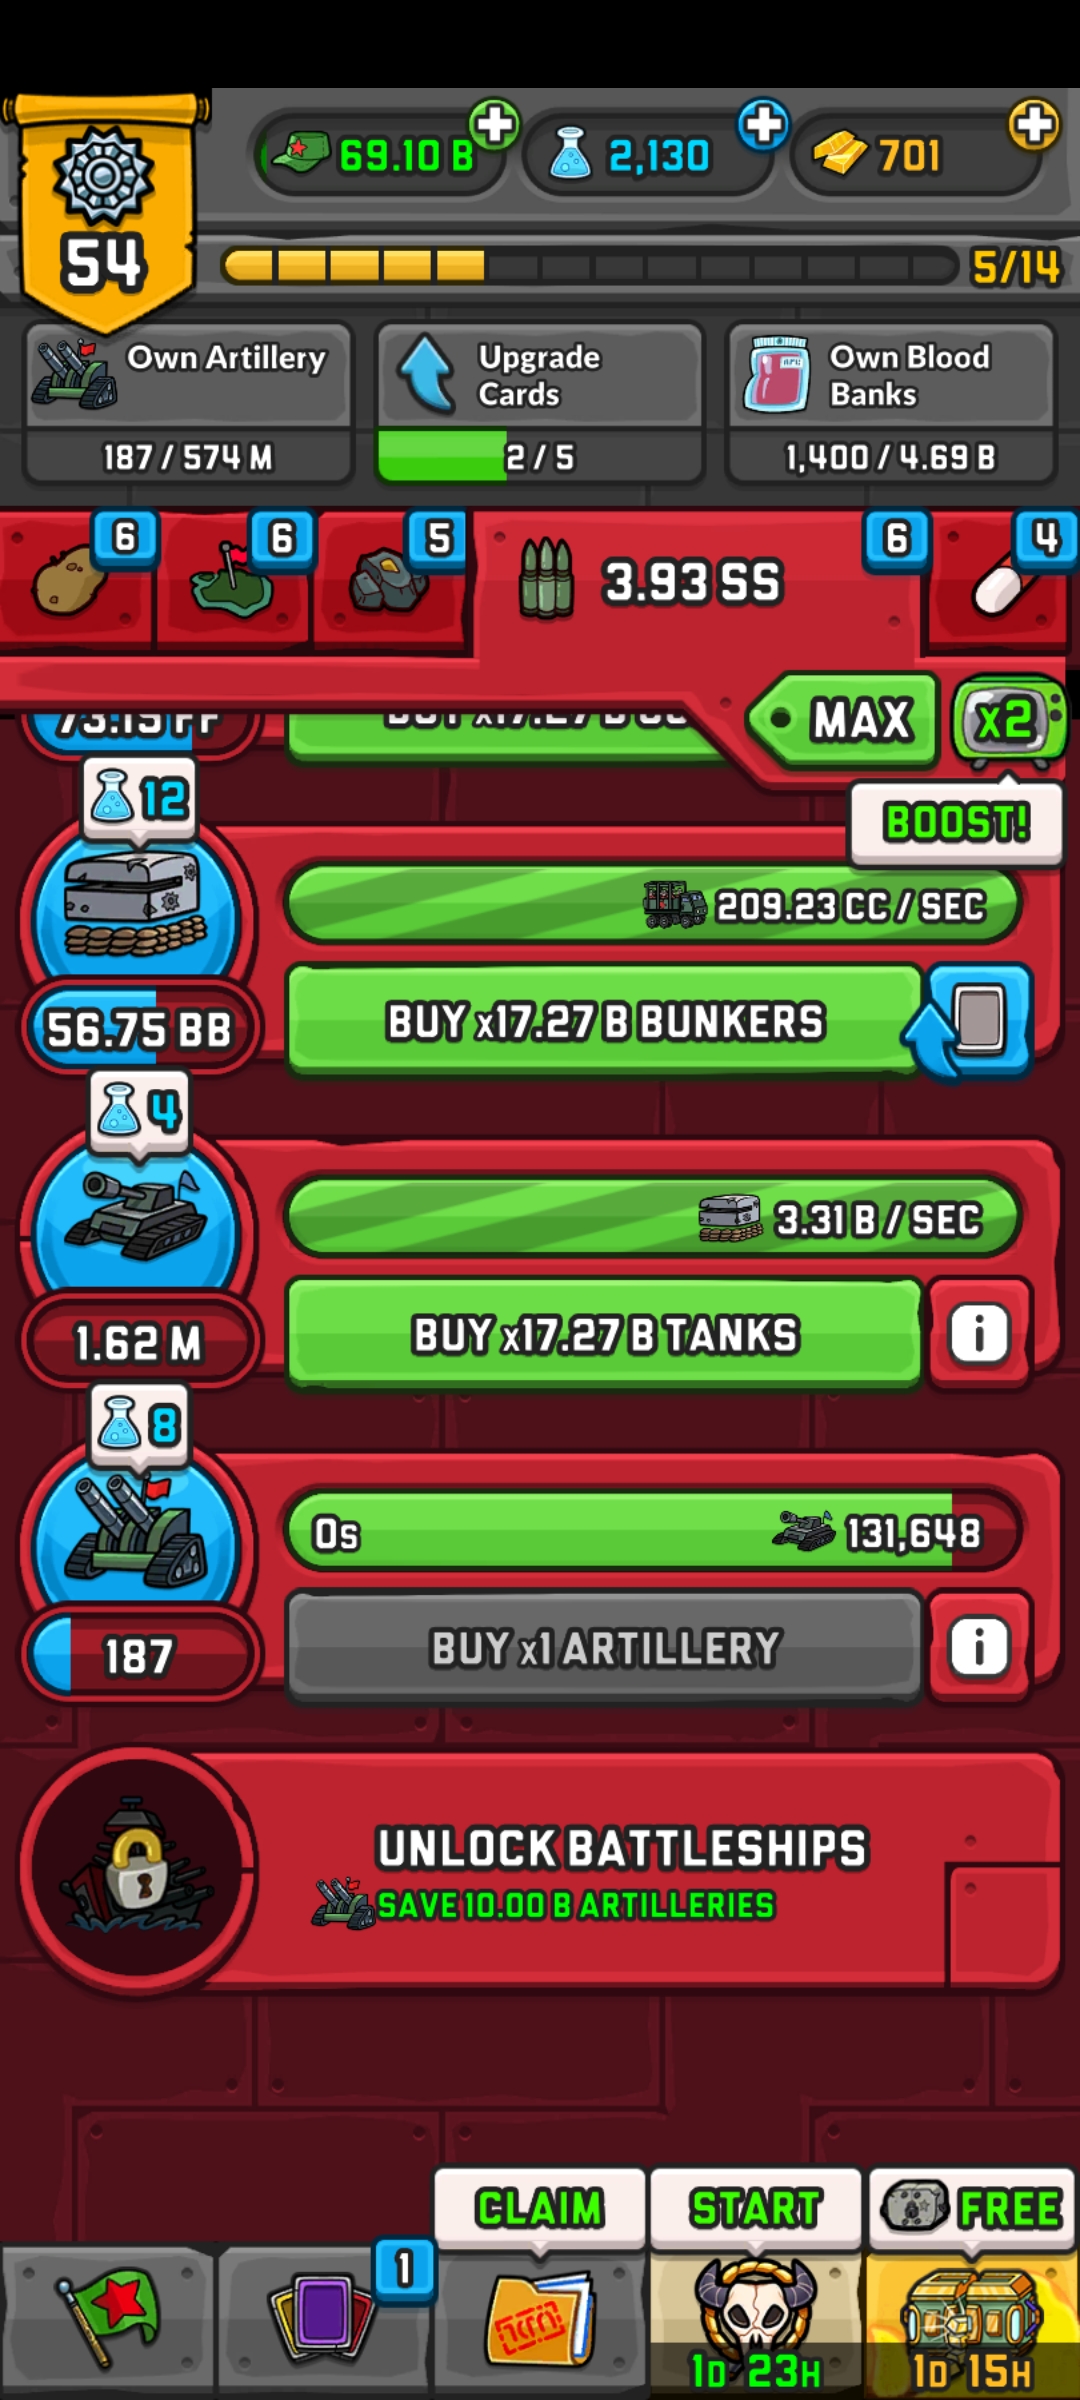 54
69.10 B
2,130
701
5/14
Own Artillery
187 / 574 M
Upgrade
Cards
2 / 5
Own Blood
Banks
1,400 / 4.69 B
6
6
5
3.93 SS
6
4
MAX
x2
BOOST!
73.15 FF
12
209.23 CC / SEC
56.75 BB
BUY x17.27 B BUNKERS
4
3.31 B / SEC
1.62 M
BUY x17.27 B TANKS
i
8
0s
131,648
187
BUY x1 ARTILLERY
i
UNLOCK BATTLESHIPS
SAVE 10.00 B ARTILLERIES
CLAIM
START
FREE
1
1D 23H
1D 15H